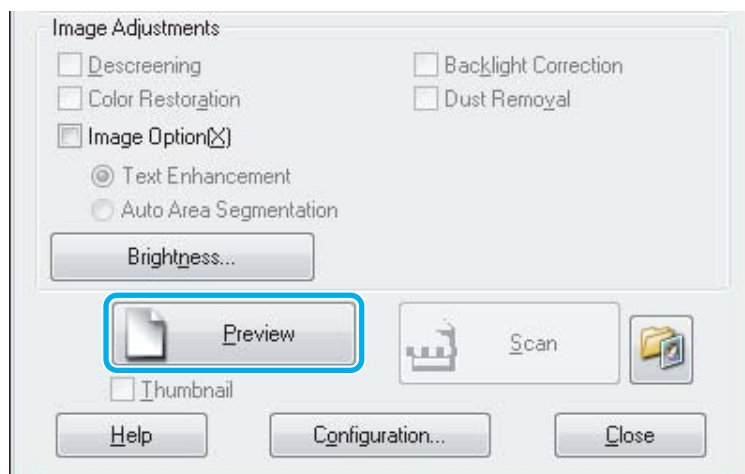 Image Adjustments
Descreening Backlight Correction
Color Restoration Dust Removal
Image Option(X)
Text Enhancement
Auto Area Segmentation
Brightness...
Preview Scan
Thumbnail
Help Configuration... Close